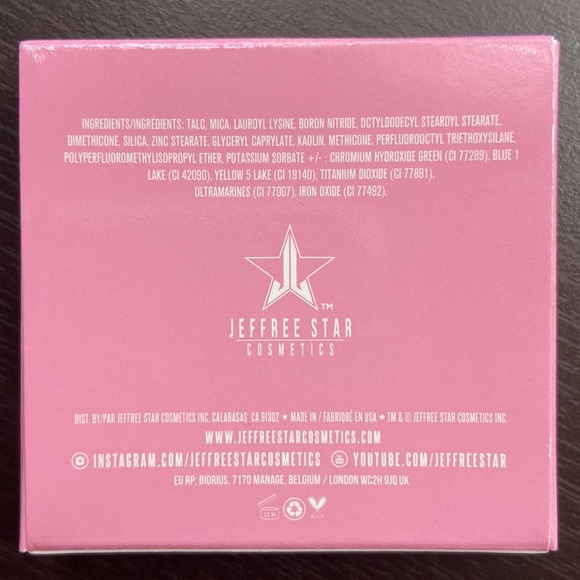 INGREDIENTS/INGRÉDIENTS: TALC, MICA, LAUROYL LYSINE, BORON NITRIDE, OCTYLDODECYL STEAROYL STEARATE,
DIMETHICONE, SILICA, ZINC STEARATE, GLYCERYL CAPRYLATE, KAOLIN, METHICONE, PERFLUOROOCTYL TRIETHOXYSILANE,
POLYPERFLUOROMETHYLISOPROPYL ETHER, POTASSIUM SORBATE +/- : CHROMIUM HYDROXIDE GREEN (CI 77289), BLUE 1
LAKE (CI 42090), YELLOW 5 LAKE (CI 19140), TITANIUM DIOXIDE (CI 77891),
ULTRAMARINES (CI 77007), IRON OXIDE (CI 77492).
TM
JEFFREE STAR
COSMETICS
DIST. BY/PAR JEFFREE STAR COSMETICS INC. CALABASAS, CA 91302 ★ MADE IN / FABRIQUÉ EN USA ★ TM & © JEFFREE STAR COSMETICS INC.
WWW.JEFFREESTARCOSMETICS.COM
INSTAGRAM.COM/JEFFREESTARCOSMETICS YOUTUBE.COM/JEFFREESTAR
EU RP: BIORIUS, 7170 MANAGE, BELGIUM / LONDON WC2H 9JQ UK
12 M